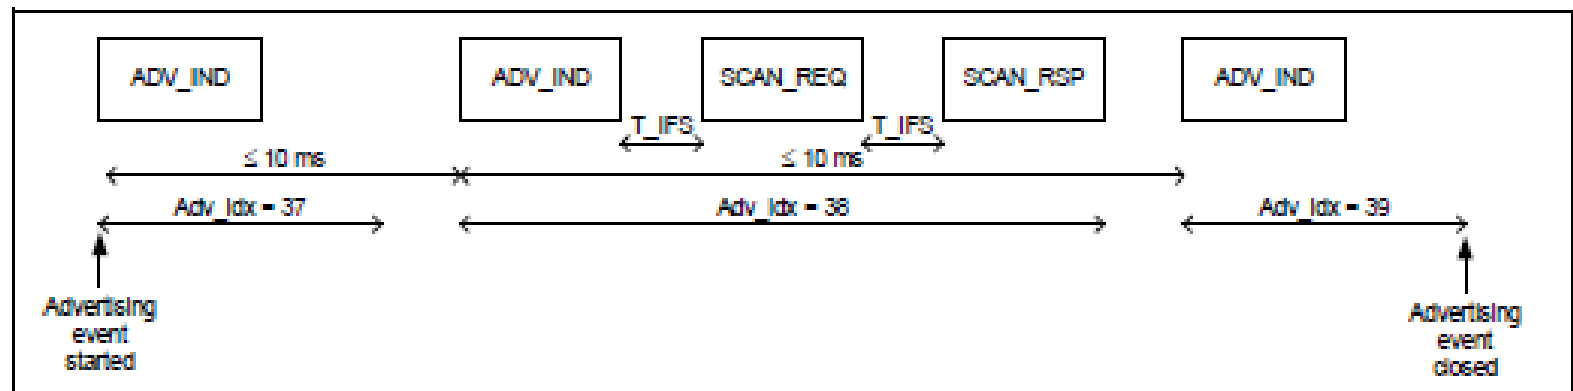 ADV_IND
ADV_IND
SCAN_REQ
SCAN_RSP
ADV_IND
T_IFS
T_IFS
≤ 10 ms
≤ 10 ms
Adv_Idx = 37
Adv_Idx = 38
Adv_Idx = 39
Advertising
event
started
Advertising
event
closed